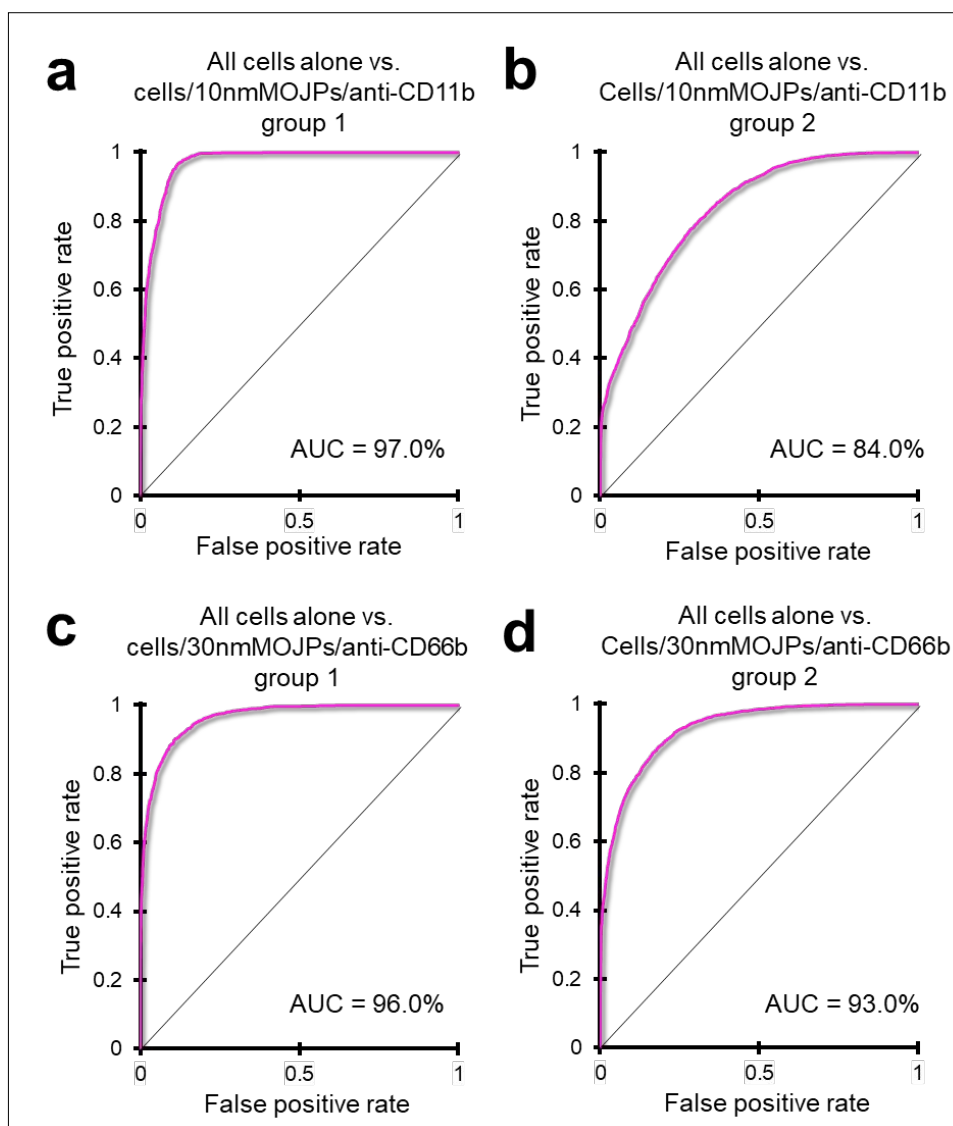 a
All cells alone vs.
cells/10nmMOJPs/anti-CD11b
group 1
1
0.8
0.6
0.4
0.2
0
True positive rate
AUC = 97.0%
0 0.5 1
False positive rate
b
All cells alone vs.
Cells/10nmMOJPs/anti-CD11b
group 2
1
0.8
0.6
0.4
0.2
0
True positive rate
AUC = 84.0%
0 0.5 1
False positive rate
c
All cells alone vs.
cells/30nmMOJPs/anti-CD66b
group 1
1
0.8
0.6
0.4
0.2
0
True positive rate
AUC = 96.0%
0 0.5 1
False positive rate
d
All cells alone vs.
Cells/30nmMOJPs/anti-CD66b
group 2
1
0.8
0.6
0.4
0.2
0
True positive rate
AUC = 93.0%
0 0.5 1
False positive rate